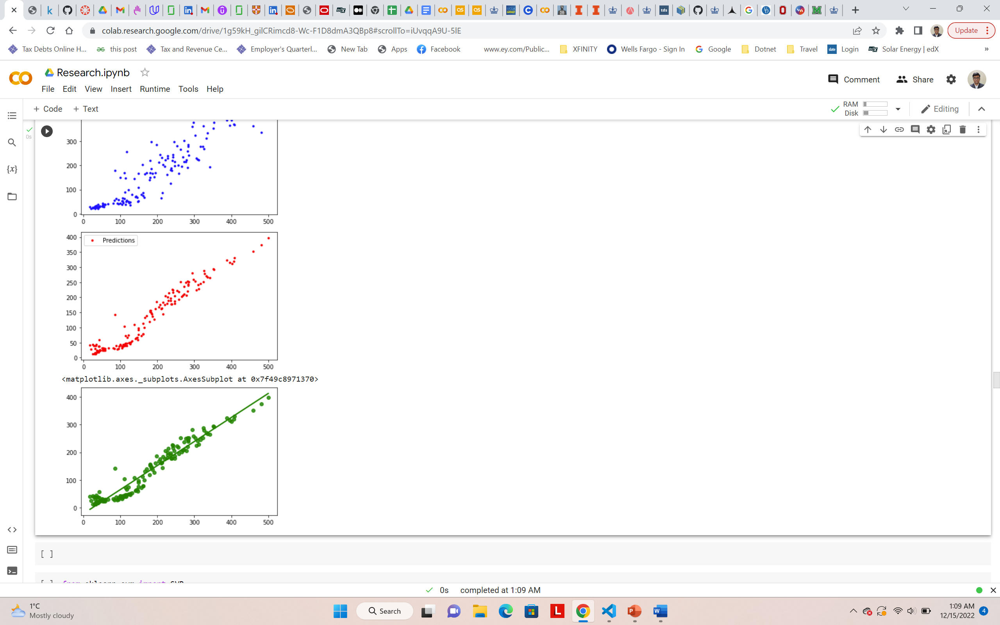 colab.research.google.com/drive/1g59kH_gilCRimcd8-Wc-F1D8dmA3QBp8#scrollTo=iUvqqA9U-5lE
Update
Tax Debts Online H...
this post
Tax and Revenue Ce...
Employer's Quarterl...
New Tab
Apps
Facebook
www.ey.com/Public...
XFINITY
Wells Fargo - Sign In
Google
Dotnet
Travel
Login
Solar Energy | edX
»
Research.ipynb
File Edit View Insert Runtime Tools Help
Comment
Share
+ Code + Text
RAM
Disk
Editing
0s
300
200
100
0
0 100 200 300 400 500
Predictions
400
350
300
250
200
150
100
50
0
0 100 200 300 400 500
<matplotlib.axes._subplots.AxesSubplot at 0x7f49c8971370>
400
300
200
100
0
0 100 200 300 400 500
[ ]
[ ] from sklearn.svm import SVR
0s completed at 1:09 AM
1°C
Mostly cloudy
Search
1:09 AM
12/15/2022
4